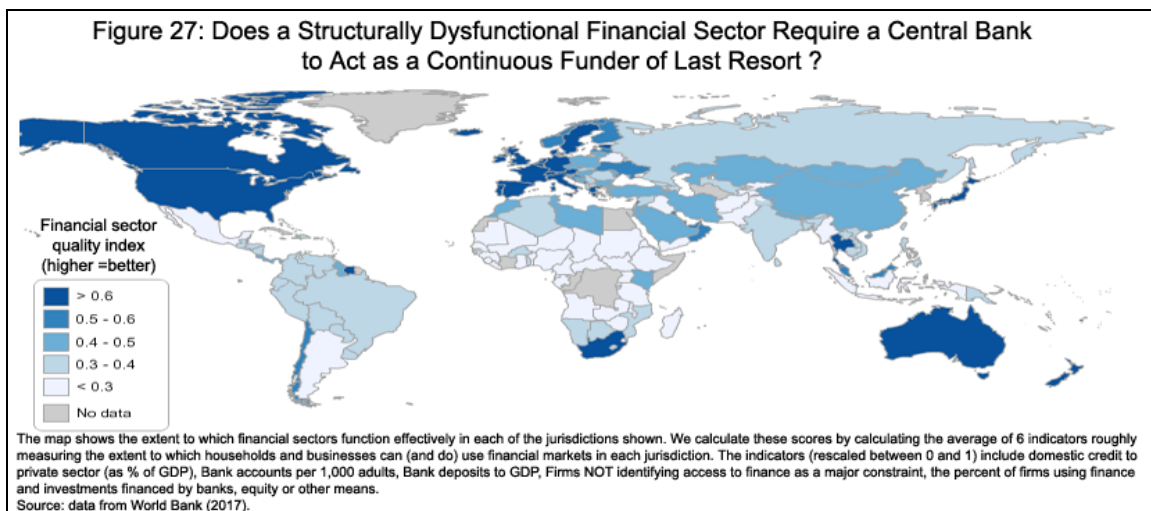 Figure 27: Does a Structurally Dysfunctional Financial Sector Require a Central Bank
to Act as a Continuous Funder of Last Resort ?
Financial sector
quality index
(higher =better)
> 0.6
0.5 - 0.6
0.4 - 0.5
0.3 - 0.4
< 0.3
No data
The map shows the extent to which financial sectors function effectively in each of the jurisdictions shown. We calculate these scores by calculating the average of 6 indicators roughly
measuring the extent to which households and businesses can (and do) use financial markets in each jurisdiction. The indicators (rescaled between 0 and 1) include domestic credit to
private sector (as % of GDP), Bank accounts per 1,000 adults, Bank deposits to GDP, Firms NOT identifying access to finance as a major constraint, the percent of firms using finance
and investments financed by banks, equity or other means.
Source: data from World Bank (2017).